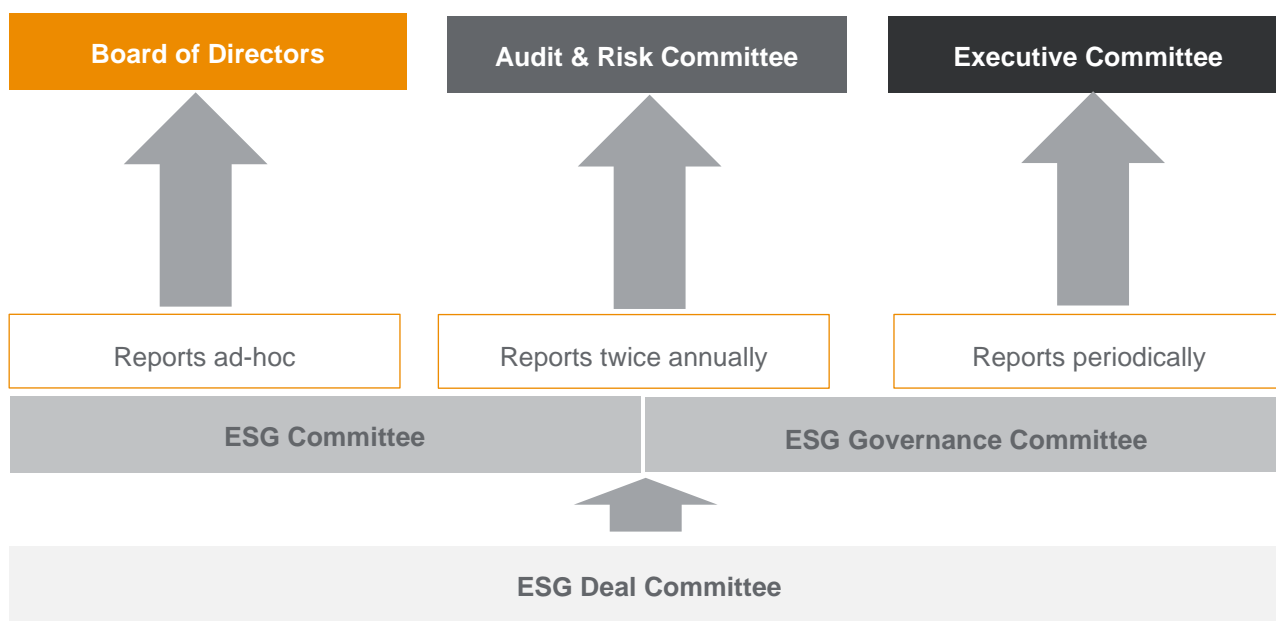 Board of Directors
Audit & Risk Committee
Executive Committee
Reports ad-hoc
Reports twice annually
Reports periodically
ESG Committee
ESG Governance Committee
ESG Deal Committee